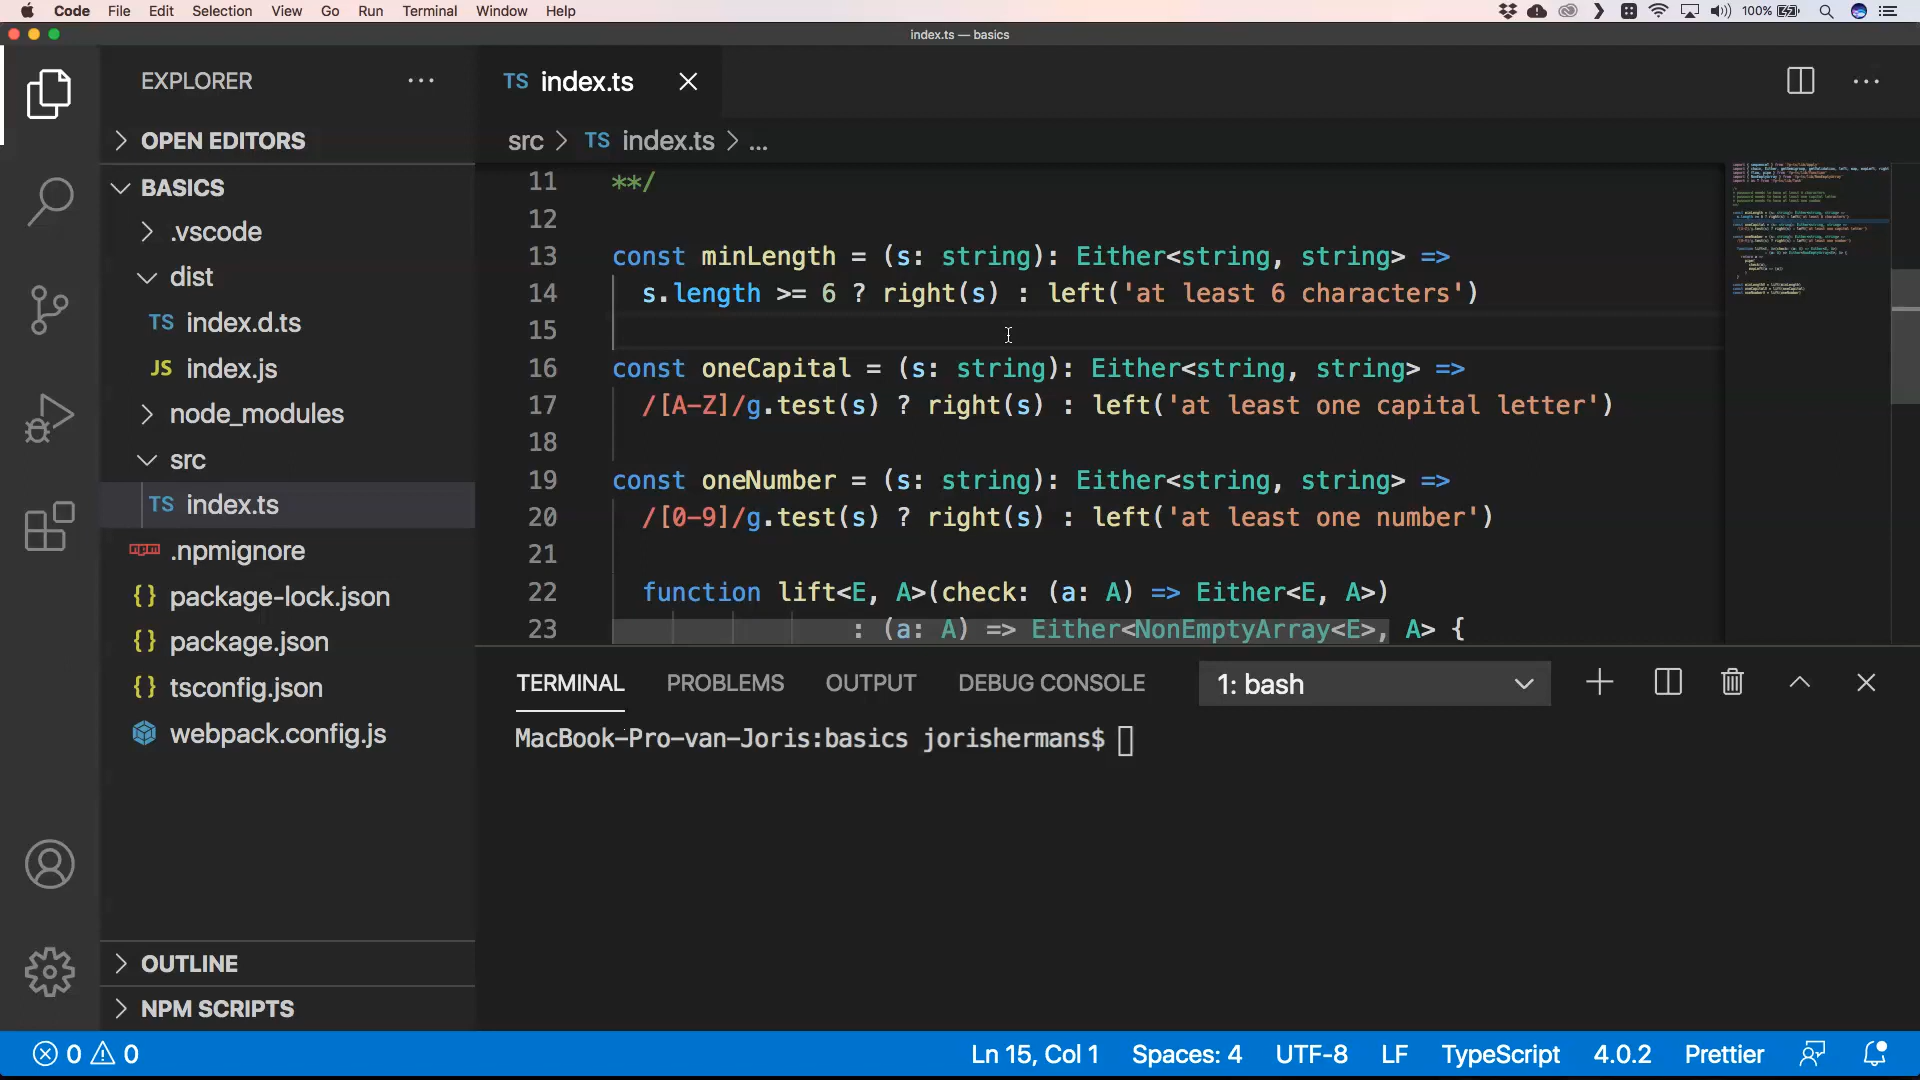 Code File Edit Selection View Go Run Terminal Window Help 100%
index.ts — basics
EXPLORER
TS index.ts
OPEN EDITORS
src > TS index.ts > ...
BASICS
.vscode
dist
TS index.d.ts
JS index.js
node_modules
src
TS index.ts
npm .npmignore
{} package-lock.json
{} package.json
{} tsconfig.json
webpack.config.js
OUTLINE
NPM SCRIPTS
11 **/
12
13 const minLength = (s: string): Either<string, string> =>
14 s.length >= 6 ? right(s) : left('at least 6 characters')
15
16 const oneCapital = (s: string): Either<string, string> =>
17 /[A-Z]/g.test(s) ? right(s) : left('at least one capital letter')
18
19 const oneNumber = (s: string): Either<string, string> =>
20 /[0-9]/g.test(s) ? right(s) : left('at least one number')
21
22 function lift<E, A>(check: (a: A) => Either<E, A>)
23 : (a: A) => Either<NonEmptyArray<E>, A> {
TERMINAL PROBLEMS OUTPUT DEBUG CONSOLE 1: bash
MacBook-Pro-van-Joris:basics jorishermans$
0 0 Ln 15, Col 1 Spaces: 4 UTF-8 LF TypeScript 4.0.2 Prettier